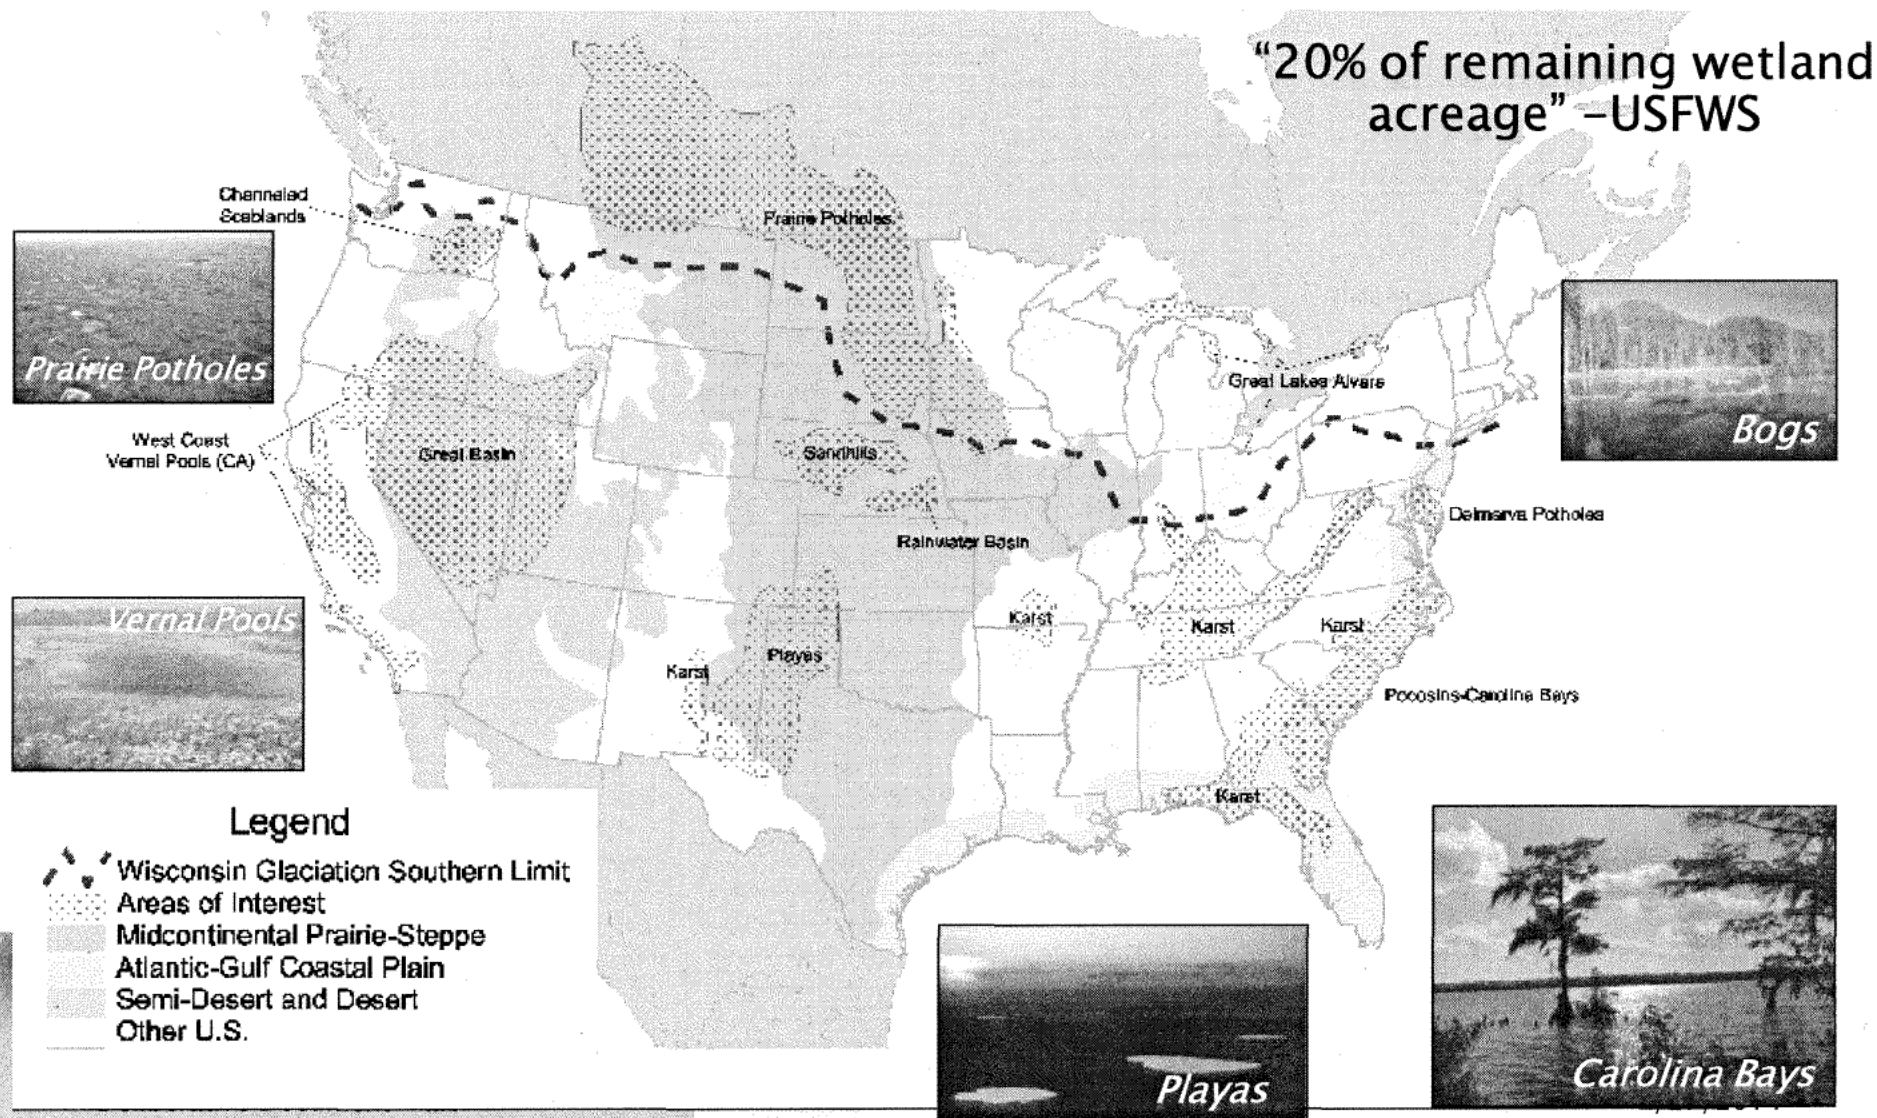 “20% of remaining wetland
acreage” –USFWS
Channeled
Scablands
Prairie Potholes
Prairie Potholes
Great Lakes Alvars
Bogs
West Coast
Vernal Pools (CA)
Great Basin
Sandhills
Rainwater Basin
Delmarva Potholes
Vernal Pools
Karst
Karst
Karst
Karst
Playas
Pocosins-Carolina Bays
Karst
Legend
Wisconsin Glaciation Southern Limit
Areas of Interest
Midcontinental Prairie-Steppe
Atlantic-Gulf Coastal Plain
Semi-Desert and Desert
Other U.S.
Playas
Carolina Bays